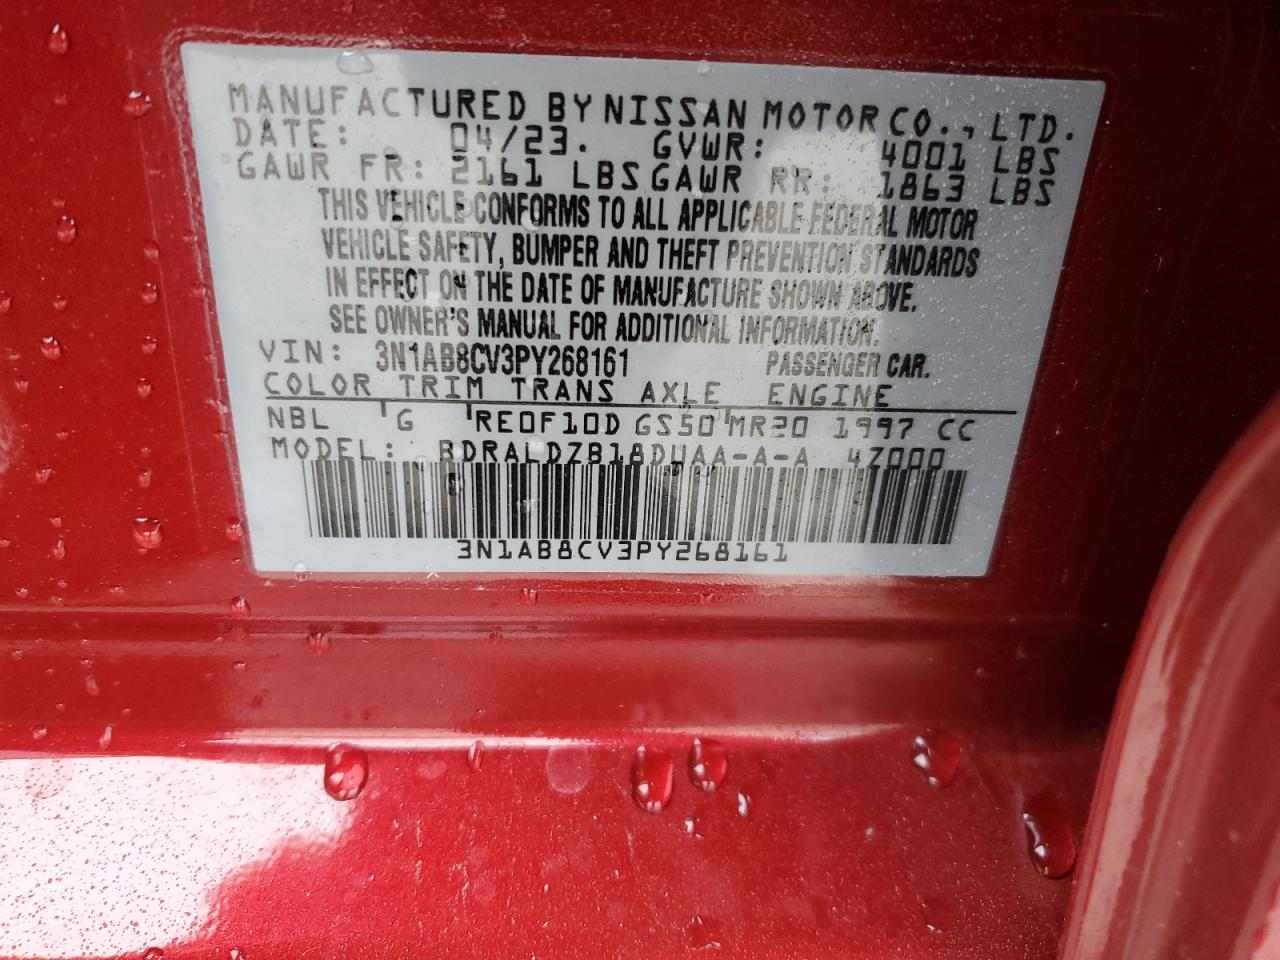 MANUFACTURED BY NISSAN MOTOR CO., LTD.
DATE: 04/23. GVWR: 4001 LBS
GAWR FR: 2161 LBS GAWR RR: 1863 LBS
THIS VEHICLE CONFORMS TO ALL APPLICABLE FEDERAL MOTOR
VEHICLE SAFETY, BUMPER AND THEFT PREVENTION STANDARDS
IN EFFECT ON THE DATE OF MANUFACTURE SHOWN ABOVE.
SEE OWNER'S MANUAL FOR ADDITIONAL INFORMATION.
VIN: 3N1AB8CV3PY268161 PASSENGER CAR.
COLOR TRIM TRANS AXLE ENGINE
NBL G RE0F10D GS50 MR20 1997 CC
MODEL: BDRALDZB18DUAA-A-A 4Z000
3N1AB8CV3PY268161